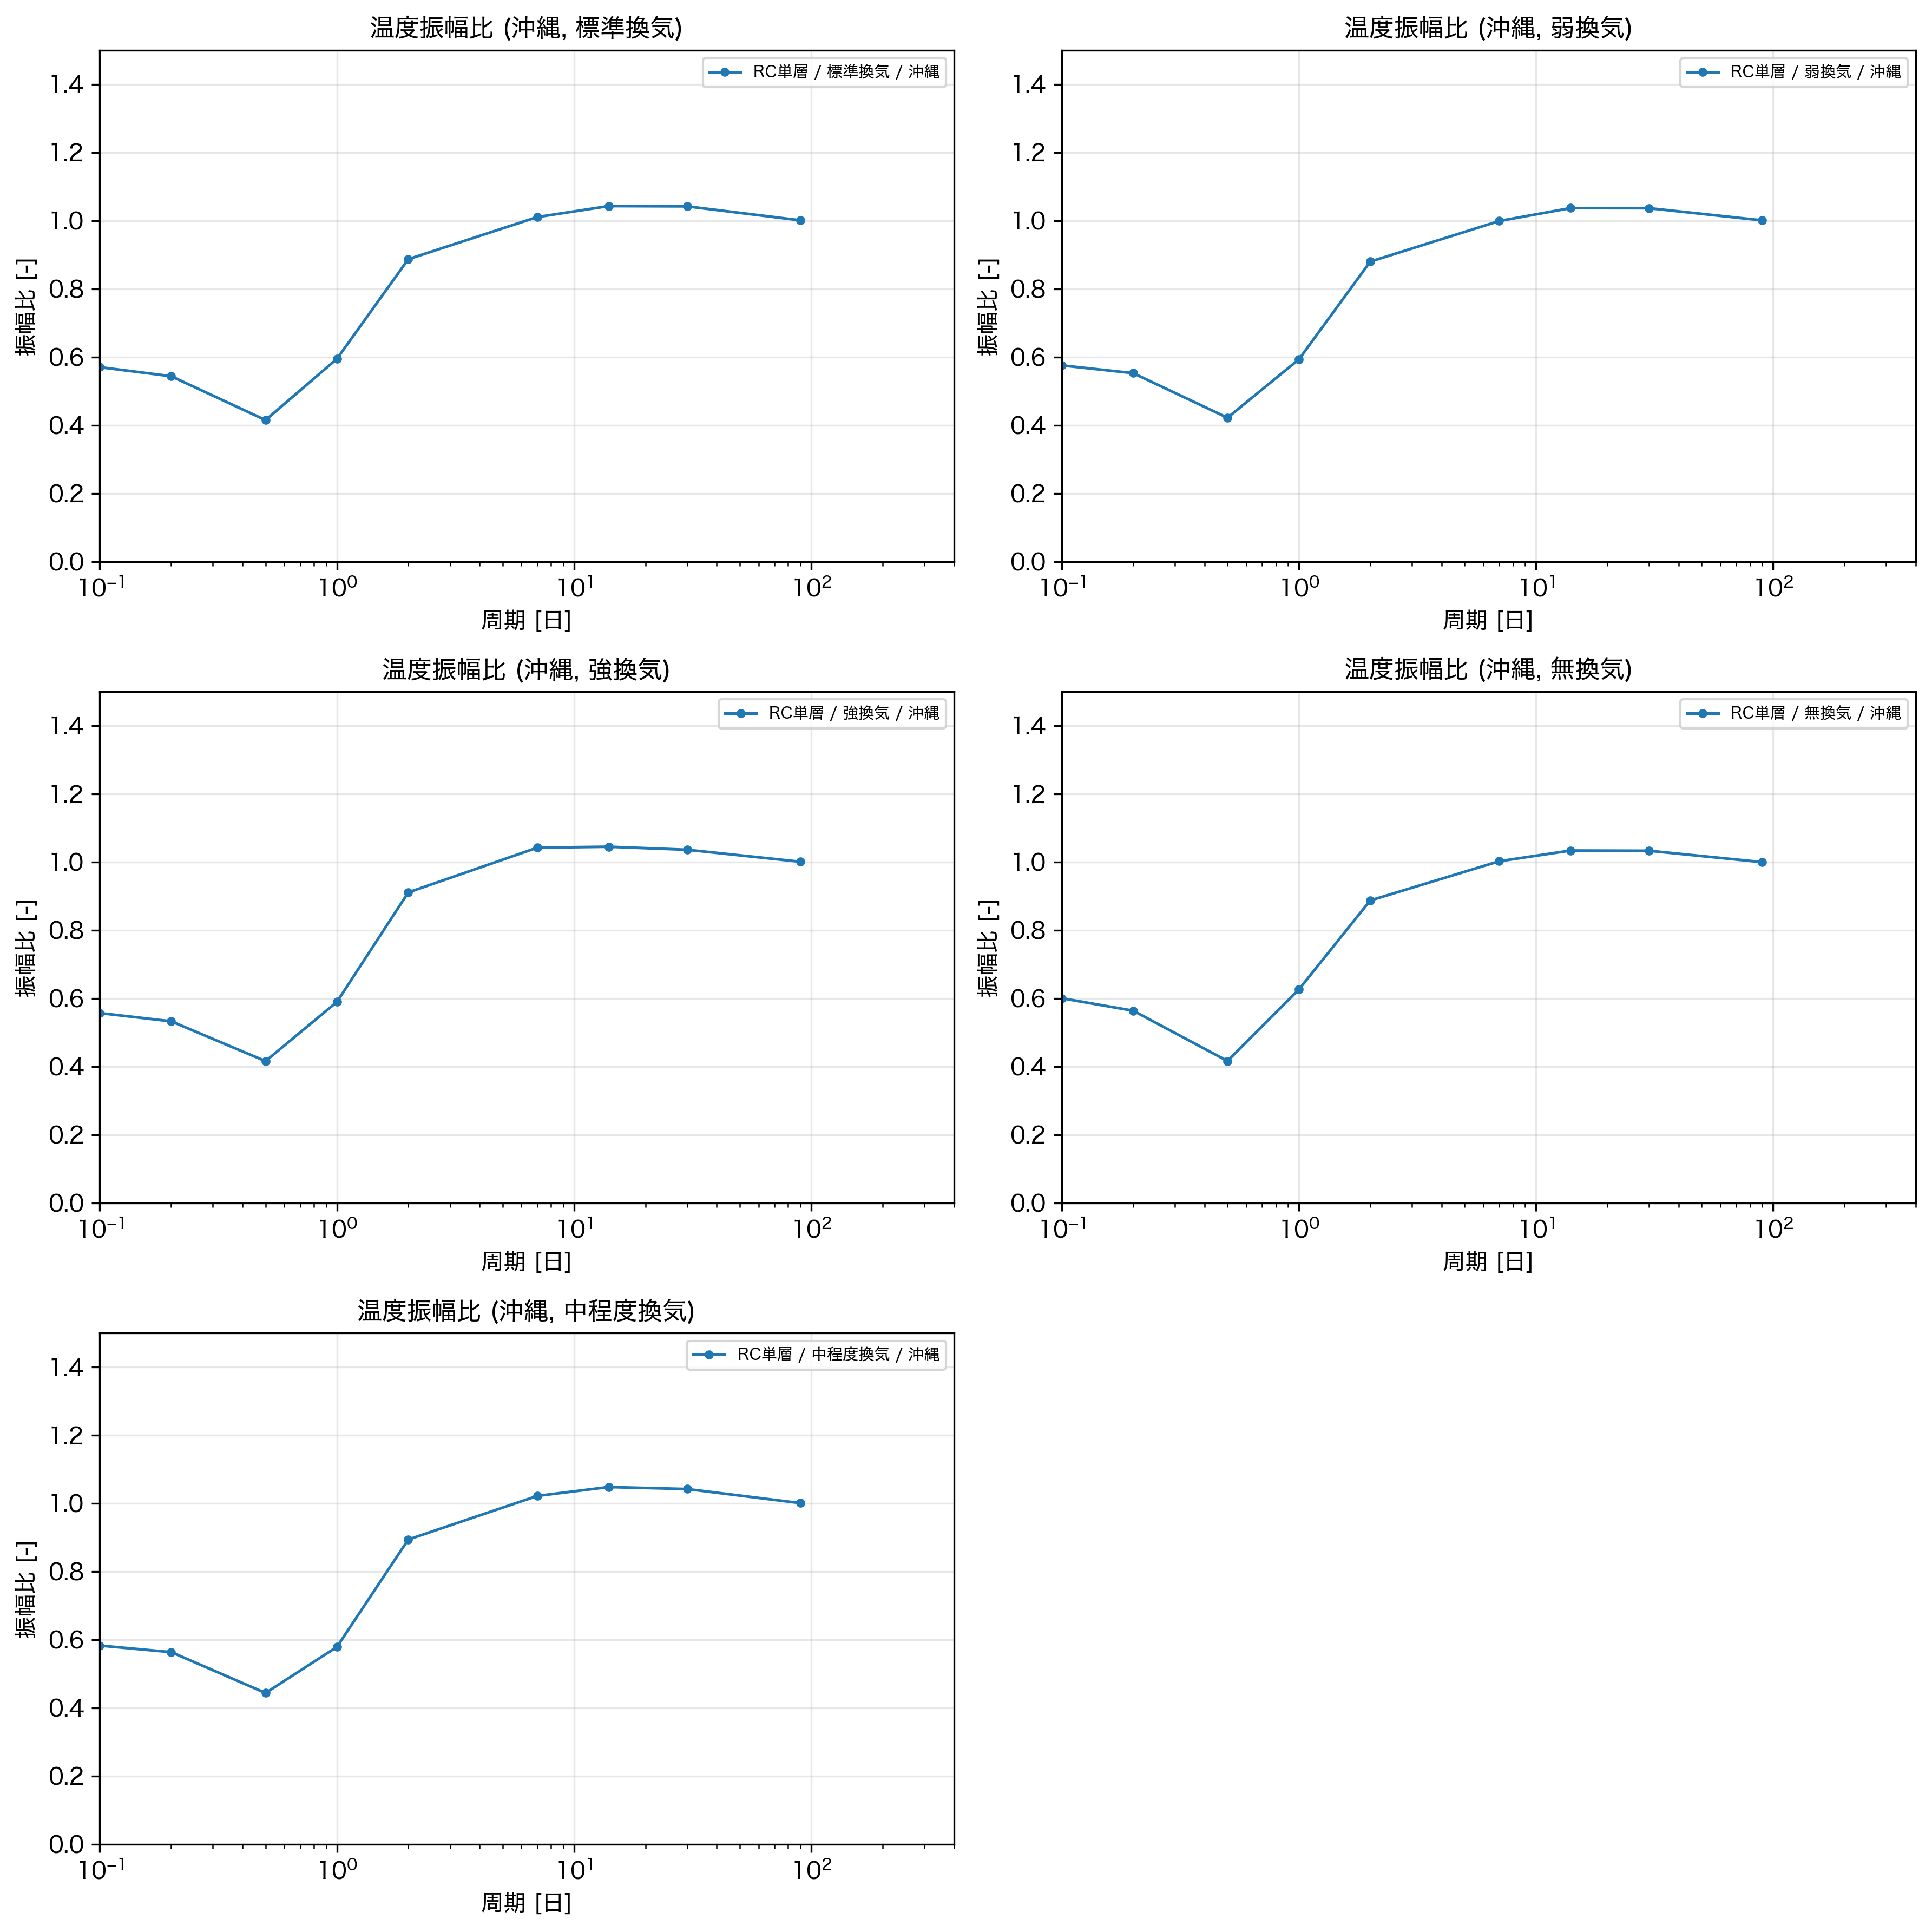 温度振幅比 (沖縄, 標準換気)
RC単層 / 標準換気 / 沖縄
1.4
1.2
1.0
0.8
0.6
0.4
0.2
0.0
振幅比 [-]
10⁻¹ 10⁰ 10¹ 10²
周期 [日]
温度振幅比 (沖縄, 弱換気)
RC単層 / 弱換気 / 沖縄
1.4
1.2
1.0
0.8
0.6
0.4
0.2
0.0
振幅比 [-]
10⁻¹ 10⁰ 10¹ 10²
周期 [日]
温度振幅比 (沖縄, 強換気)
RC単層 / 強換気 / 沖縄
1.4
1.2
1.0
0.8
0.6
0.4
0.2
0.0
振幅比 [-]
10⁻¹ 10⁰ 10¹ 10²
周期 [日]
温度振幅比 (沖縄, 無換気)
RC単層 / 無換気 / 沖縄
1.4
1.2
1.0
0.8
0.6
0.4
0.2
0.0
振幅比 [-]
10⁻¹ 10⁰ 10¹ 10²
周期 [日]
温度振幅比 (沖縄, 中程度換気)
RC単層 / 中程度換気 / 沖縄
1.4
1.2
1.0
0.8
0.6
0.4
0.2
0.0
振幅比 [-]
10⁻¹ 10⁰ 10¹ 10²
周期 [日]